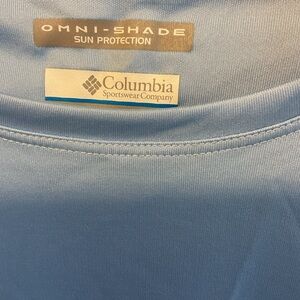 OMNI-SHADE
SUN PROTECTION
Columbia
Sportswear Company